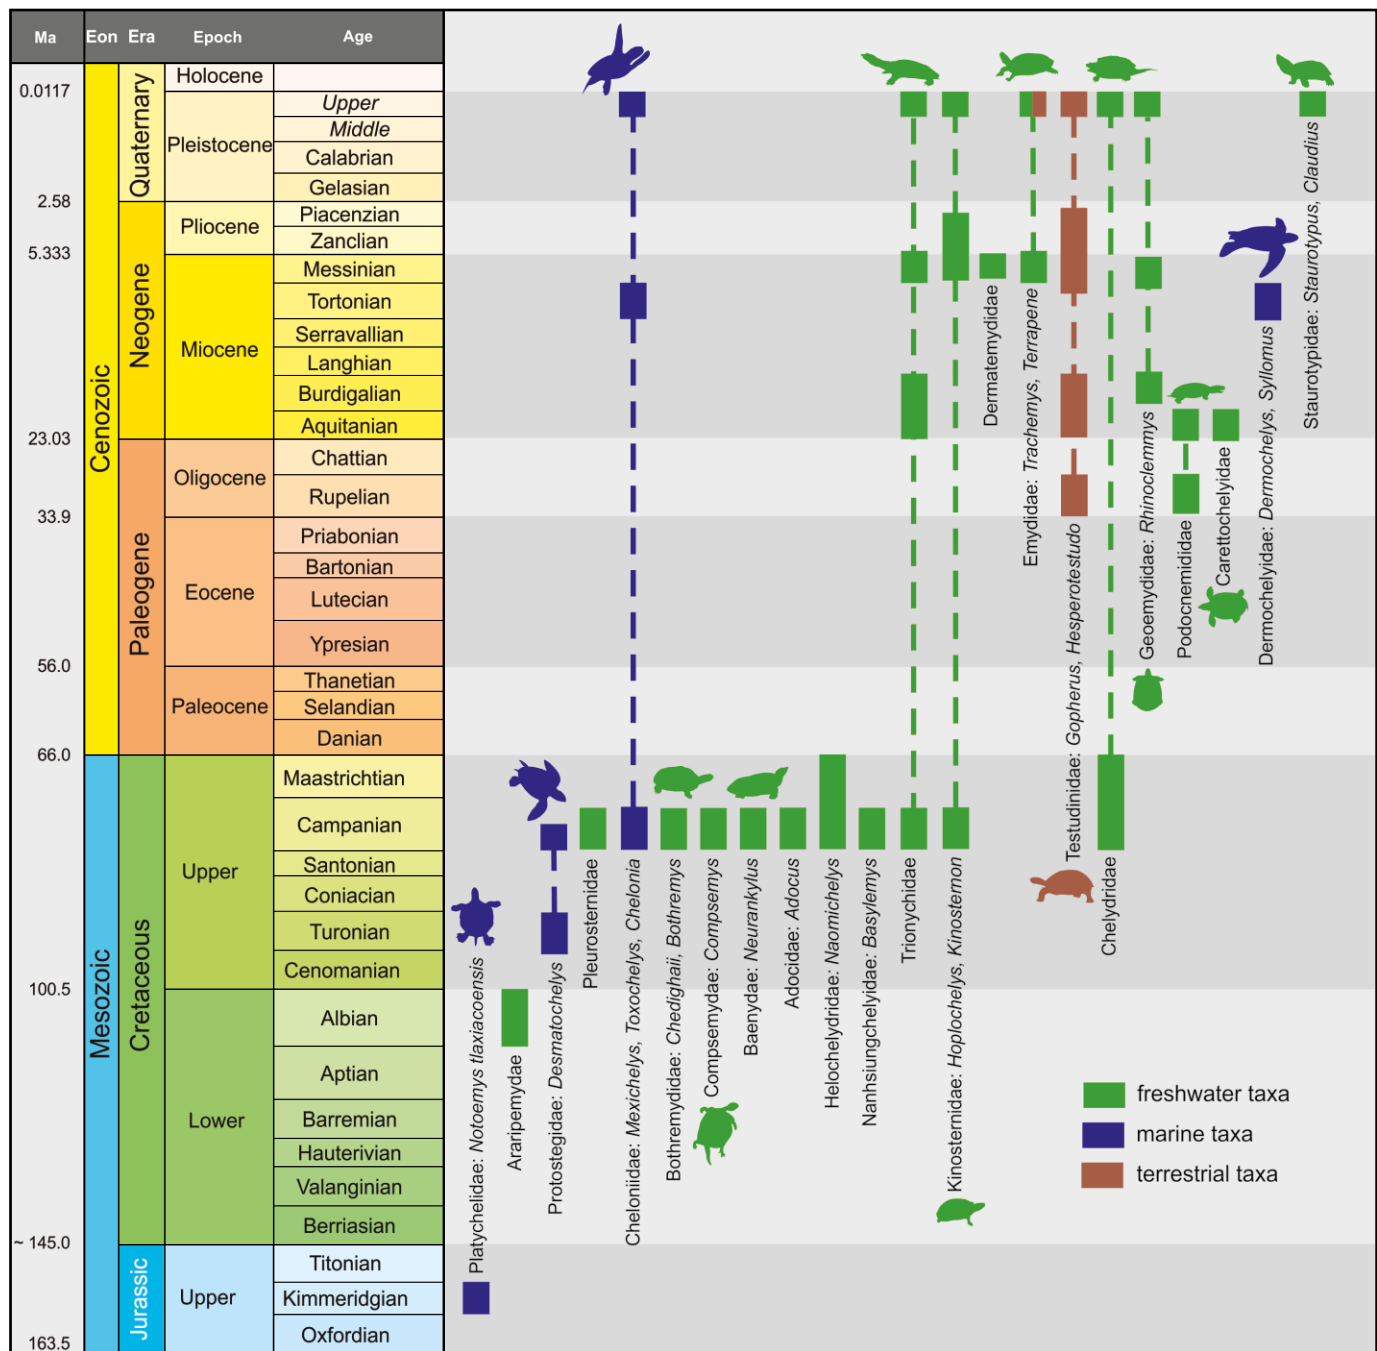 Ma Eon Era Epoch Age
Holocene
0.0117
Quaternary
Pleistocene
Upper
Middle
Calabrian
Gelasian
2.58
Neogene
Pliocene
Piacenzian
Zanclian
5.333
Miocene
Messinian
Tortonian
Serravallian
Langhian
Burdigalian
Aquitanian
23.03
Cenozoic
Paleogene
Oligocene
Chattian
Rupelian
33.9
Eocene
Priabonian
Bartonian
Lutecian
Ypresian
56.0
Paleocene
Thanetian
Selandian
Danian
66.0
Mesozoic
Cretaceous
Upper
Maastrichtian
Campanian
Santonian
Coniacian
Turonian
Cenomanian
100.5
Lower
Albian
Aptian
Barremian
Hauterivian
Valanginian
Berriasian
~ 145.0
Jurassic
Upper
Titonian
Kimmeridgian
Oxfordian
163.5
Platychelidae: Notoemys tlaxiacoensis
Araripemydae
Protostegidae: Desmatochelys
Pleurosternidae
Cheloniidae: Mexichelys, Toxochelys, Chelonia
Bothremydidae: Chedighaii, Bothremys
Compsemydae: Compsemys
Baenydae: Neurankylus
Adocidae: Adocus
Helochelydridae: Naomichelys
Nanhsiungchelyidae: Basylemys
Trionychidae
Kinosternidae: Hoplochelys, Kinosternon
Dermatemydidae
Emydidae: Trachemys, Terrapene
Testudinidae: Gopherus, Hesperotestudo
Chelydridae
Geoemydidae: Rhinoclemmys
Podocnemididae
Carettochelyidae
Dermochelyidae: Dermochelys, Syllomus
Staurotypidae: Staurotypus, Claudius
freshwater taxa
marine taxa
terrestrial taxa